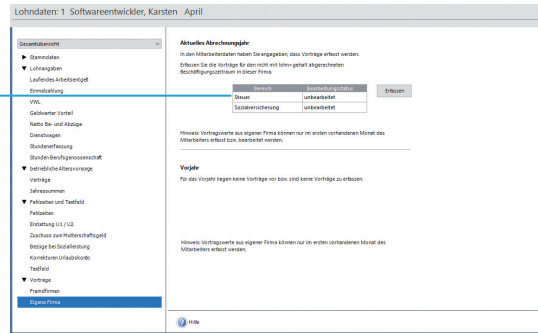 Lohndaten: 1 Softwareentwickler, Karsten April
Gesamtübersicht
Stammdaten
Lohnangaben
Laufendes Arbeitsentgelt
Einmalzahlung
VWL
Geldwerter Vorteil
Netto Be- und Abzüge
Dienstwagen
Stundenerfassung
Stunden Berufsgenossenschaft
betriebliche Altersvorsorge
Verträge
Jahressummen
Fehlzeiten und Textfeld
Fehlzeiten
Erstattung U1 / U2
Zuschuss zum Mutterschaftsgeld
Bezüge bei Sozialleistung
Korrekturen Urlaubskonto
Textfeld
Vorträge
Fremdfirmen
Eigene Firma
Aktuelles Abrechnungsjahr
In den Mitarbeiterdaten haben Sie angegeben, dass Vorträge erfasst werden.
Erfassen Sie die Vorträge für den nicht mit lohn+gehalt abgerechneten
Beschäftigungszeitraum in dieser Firma.
Bereich Bearbeitungsstatus
Steuer unbearbeitet
Sozialversicherung unbearbeitet
Erfassen
Hinweis: Vortragswerte aus eigener Firma können nur im ersten vorhandenen Monat des
Mitarbeiters erfasst bzw. bearbeitet werden.
Vorjahr
Für das Vorjahr liegen keine Vorträge vor bzw. sind keine Vorträge zu erfassen.
Hinweis: Vortragswerte aus eigener Firma können nur im ersten vorhandenen Monat des
Mitarbeiters erfasst werden.
? Hilfe